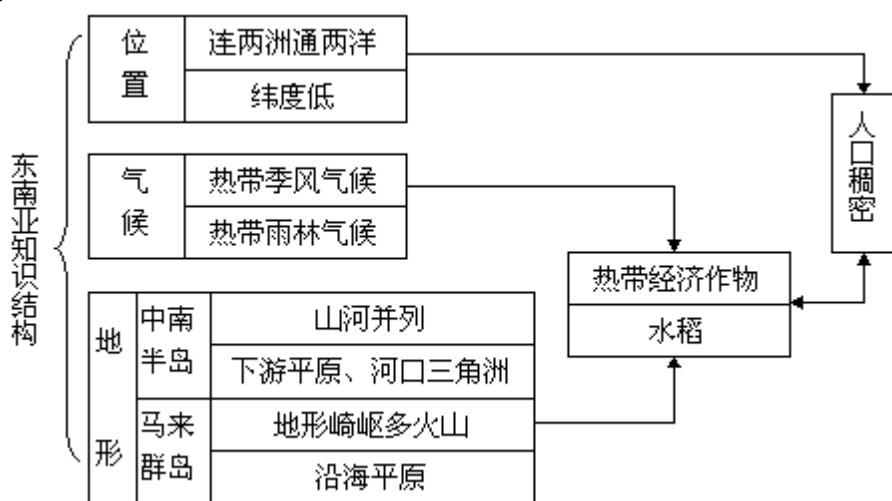 东南亚知识结构
位置
连两洲通两洋
纬度低
气候
热带季风气候
热带雨林气候
地形
中南半岛
山河并列
下游平原、河口三角洲
马来群岛
地形崎岖多火山
沿海平原
热带经济作物
水稻
人口稠密